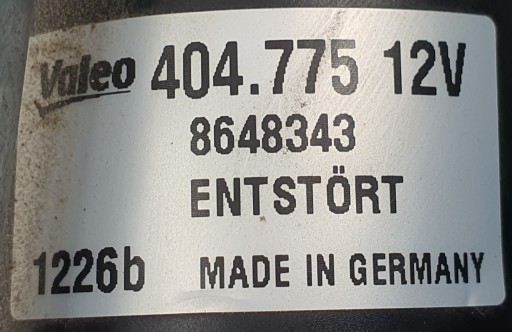 Valeo 404.775 12V
8648343
ENTSTÖRT
1226b MADE IN GERMANY